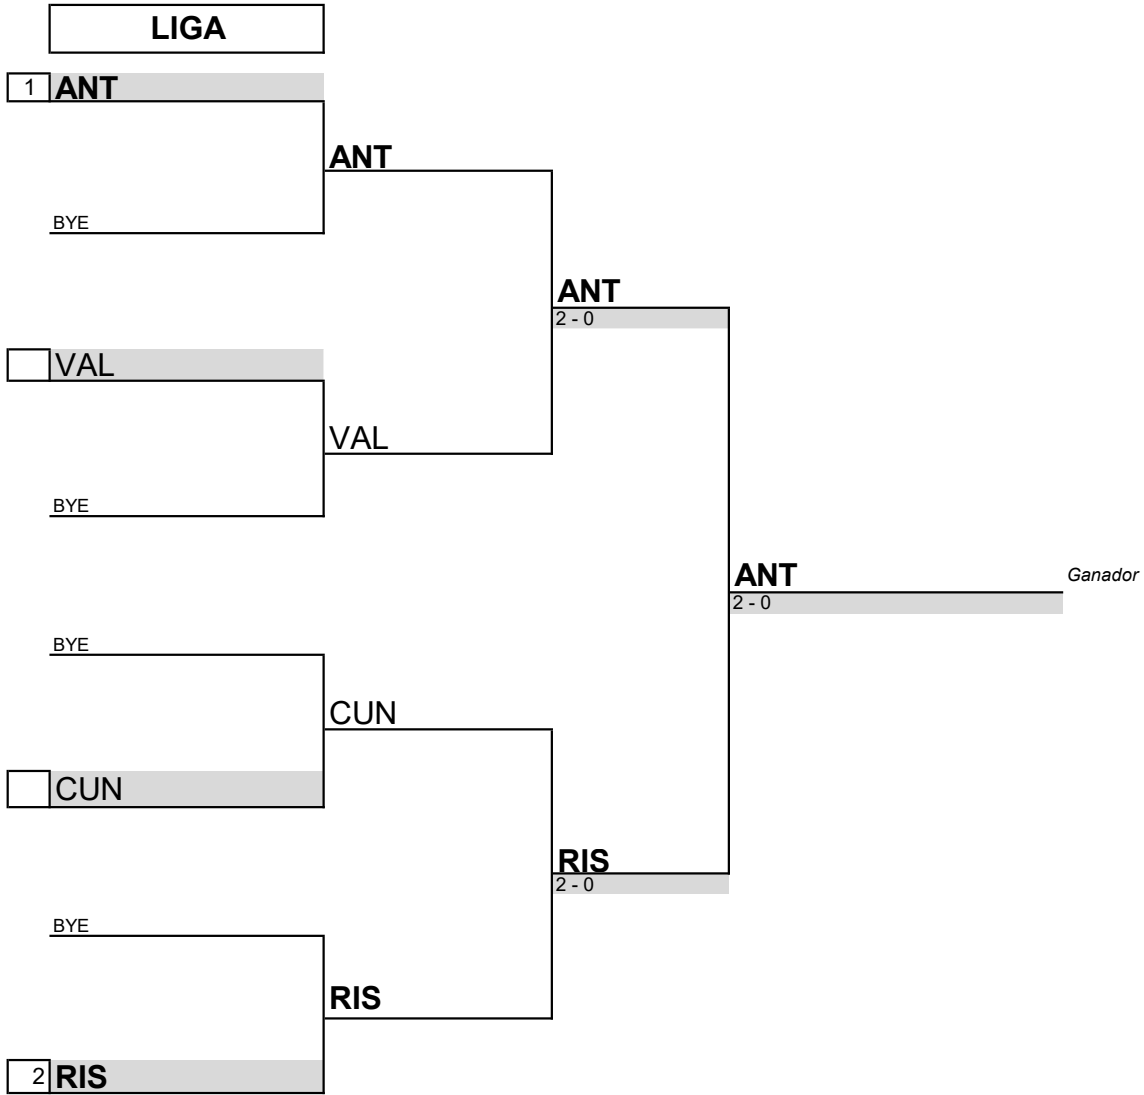 LIGA
1 ANT
ANT
BYE
ANT
2 - 0
VAL
VAL
BYE
ANT
Ganador
2 - 0
BYE
CUN
CUN
RIS
2 - 0
BYE
RIS
2 RIS